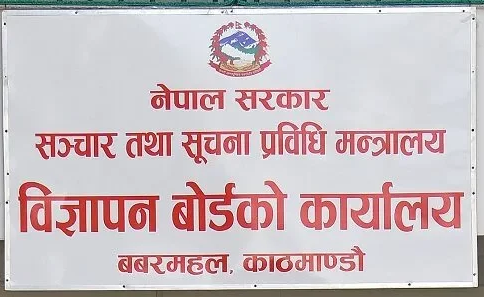 नेपाल सरकार
सञ्चार तथा सूचना प्रविधि मन्त्रालय
विज्ञापन बोर्डको कार्यालय
बबरमहल, काठमाण्डौ